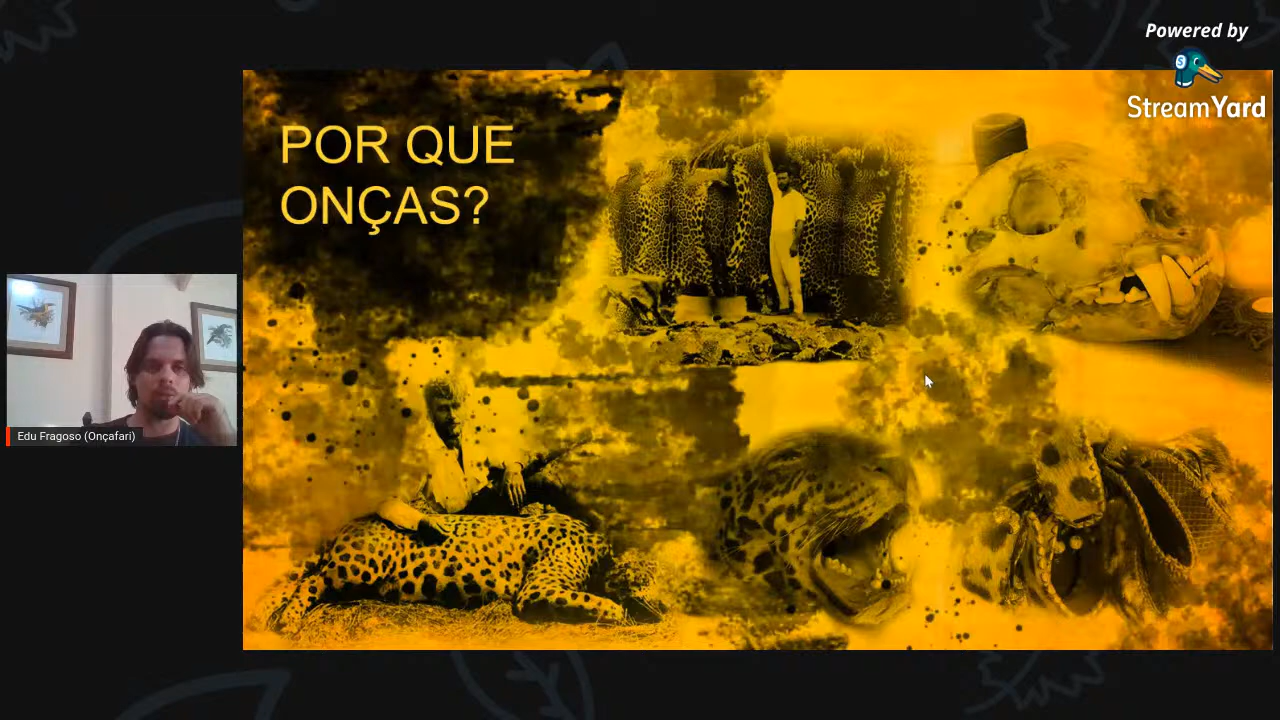 Powered by
StreamYard
POR QUE
ONÇAS?
Edu Fragoso (Onçafari)